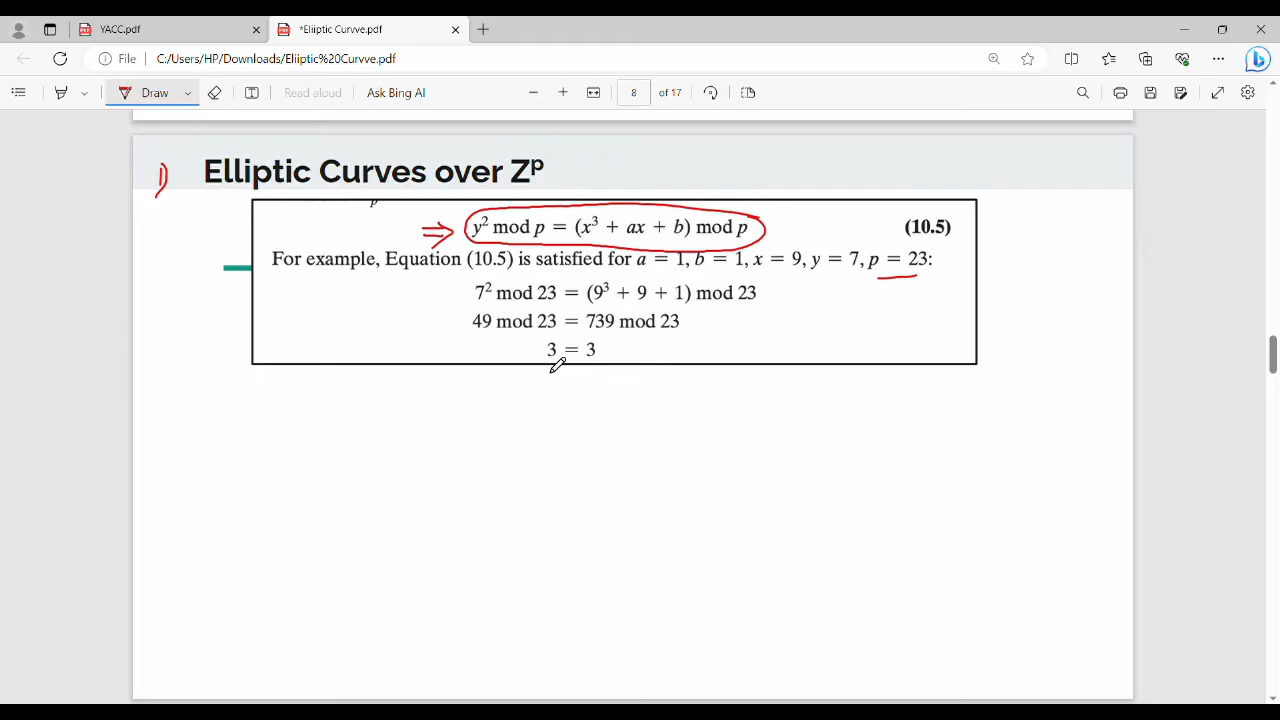 YACC.pdf
*Eliiptic Curvve.pdf
File
C:/Users/HP/Downloads/Eliiptic%20Curvve.pdf
Draw
Read aloud
Ask Bing AI
8
of 17
1)
Elliptic Curves over Zᵖ
p
⇒ y² mod p = (x³ + ax + b) mod p (10.5)
For example, Equation (10.5) is satisfied for a = 1, b = 1, x = 9, y = 7, p = 23:
7² mod 23 = (9³ + 9 + 1) mod 23
49 mod 23 = 739 mod 23
3 = 3